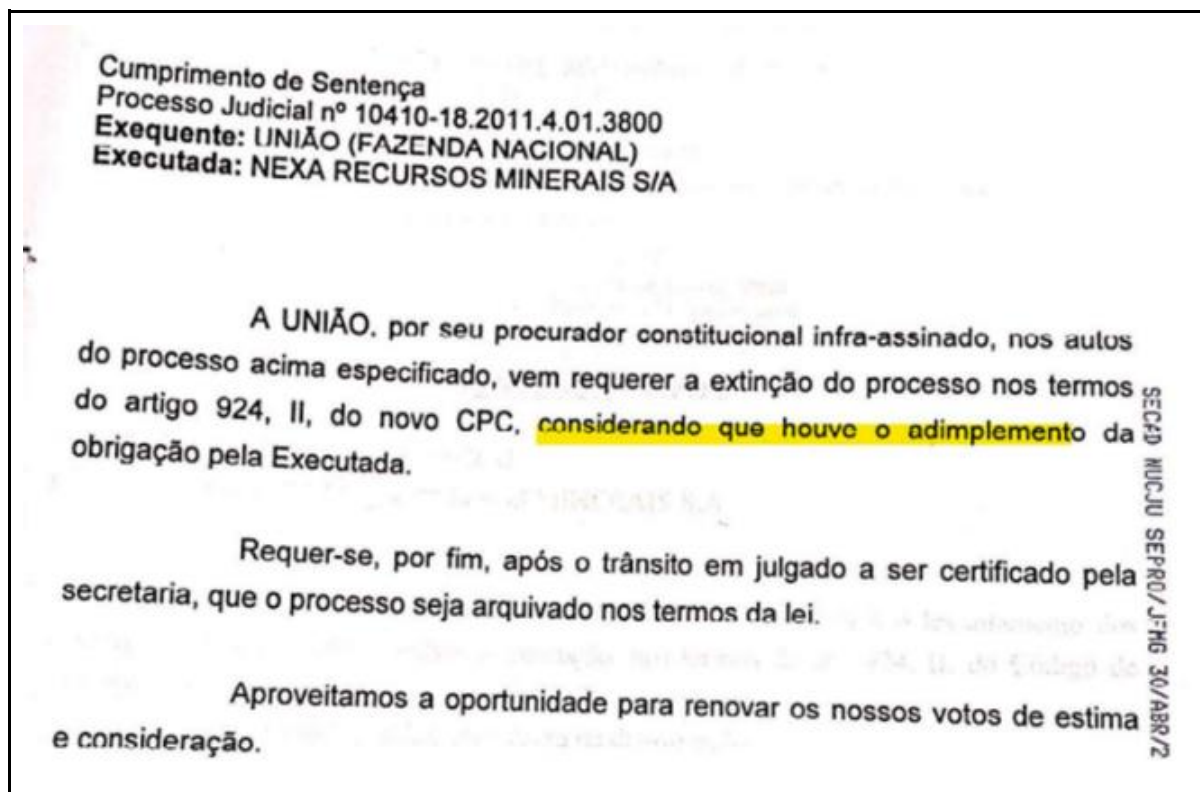 Cumprimento de Sentença
Processo Judicial nº 10410-18.2011.4.01.3800
Exequente: UNIÃO (FAZENDA NACIONAL)
Executada: NEXA RECURSOS MINERAIS S/A
A UNIÃO, por seu procurador constitucional infra-assinado, nos autos
do processo acima especificado, vem requerer a extinção do processo nos termos
do artigo 924, II, do novo CPC, considerando que houve o adimplemento da
obrigação pela Executada.
Requer-se, por fim, após o trânsito em julgado a ser certificado pela
secretaria, que o processo seja arquivado nos termos da lei.
Aproveitamos a oportunidade para renovar os nossos votos de estima
e consideração.
SECAD NUCJU SEPRO/JFMG 30/ABR/2